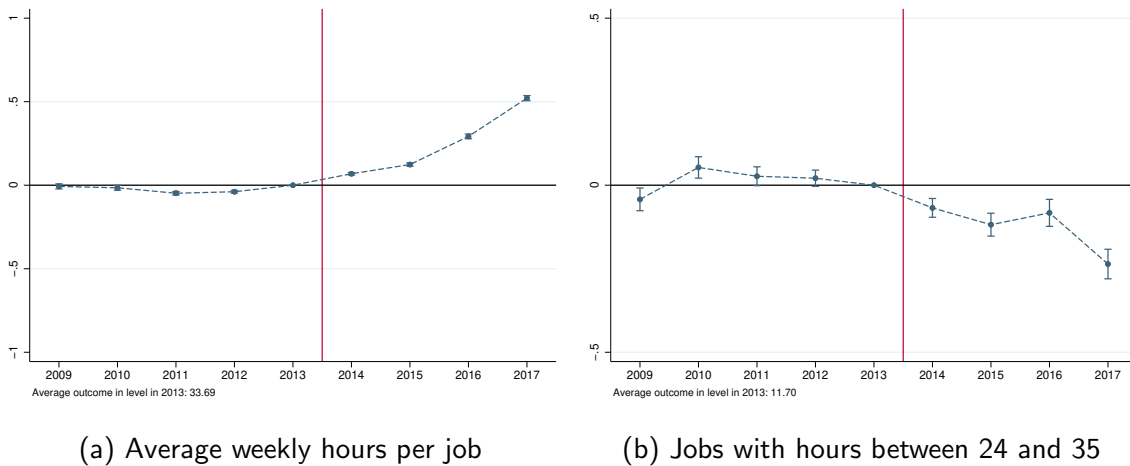 1
.5
0
-.5
-1
2009 2010 2011 2012 2013 2014 2015 2016 2017
Average outcome in level in 2013: 33.69
(a) Average weekly hours per job
.5
0
-.5
2009 2010 2011 2012 2013 2014 2015 2016 2017
Average outcome in level in 2013: 11.70
(b) Jobs with hours between 24 and 35